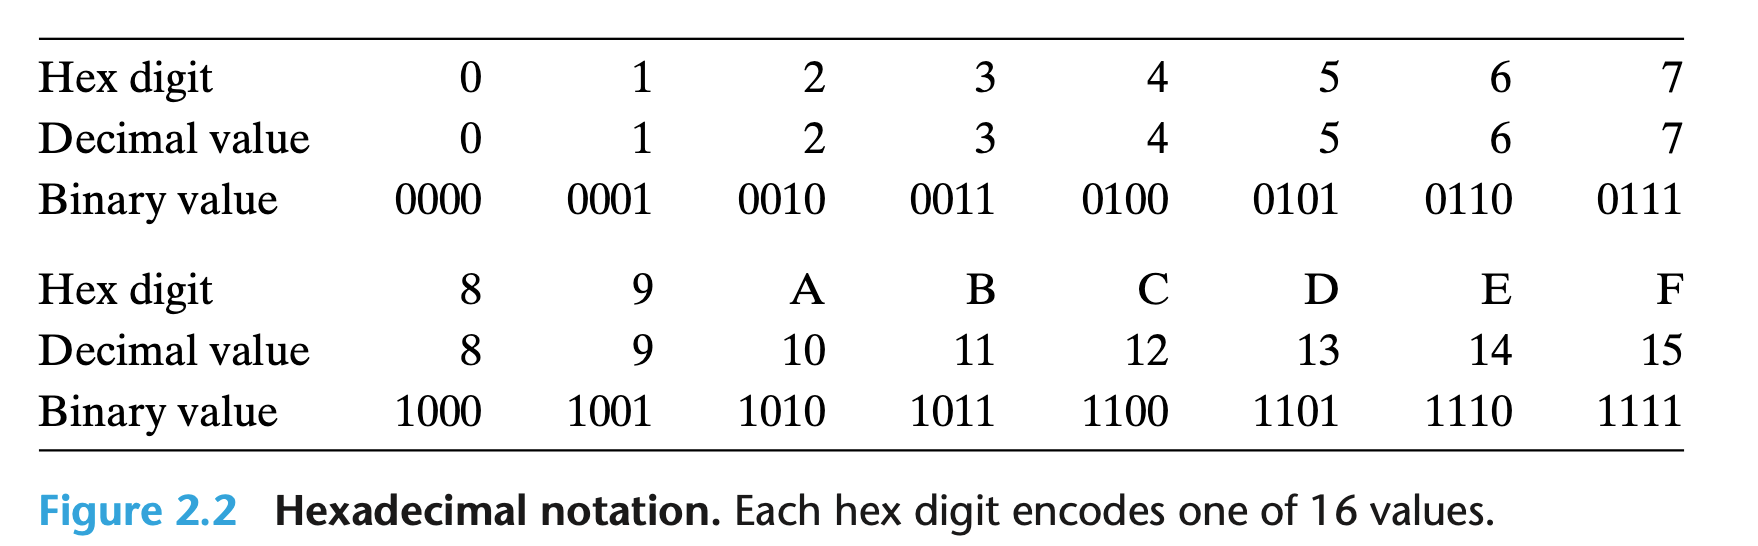 Hex digit 0 1 2 3 4 5 6 7
Decimal value 0 1 2 3 4 5 6 7
Binary value 0000 0001 0010 0011 0100 0101 0110 0111
Hex digit 8 9 A B C D E F
Decimal value 8 9 10 11 12 13 14 15
Binary value 1000 1001 1010 1011 1100 1101 1110 1111
Figure 2.2 Hexadecimal notation. Each hex digit encodes one of 16 values.